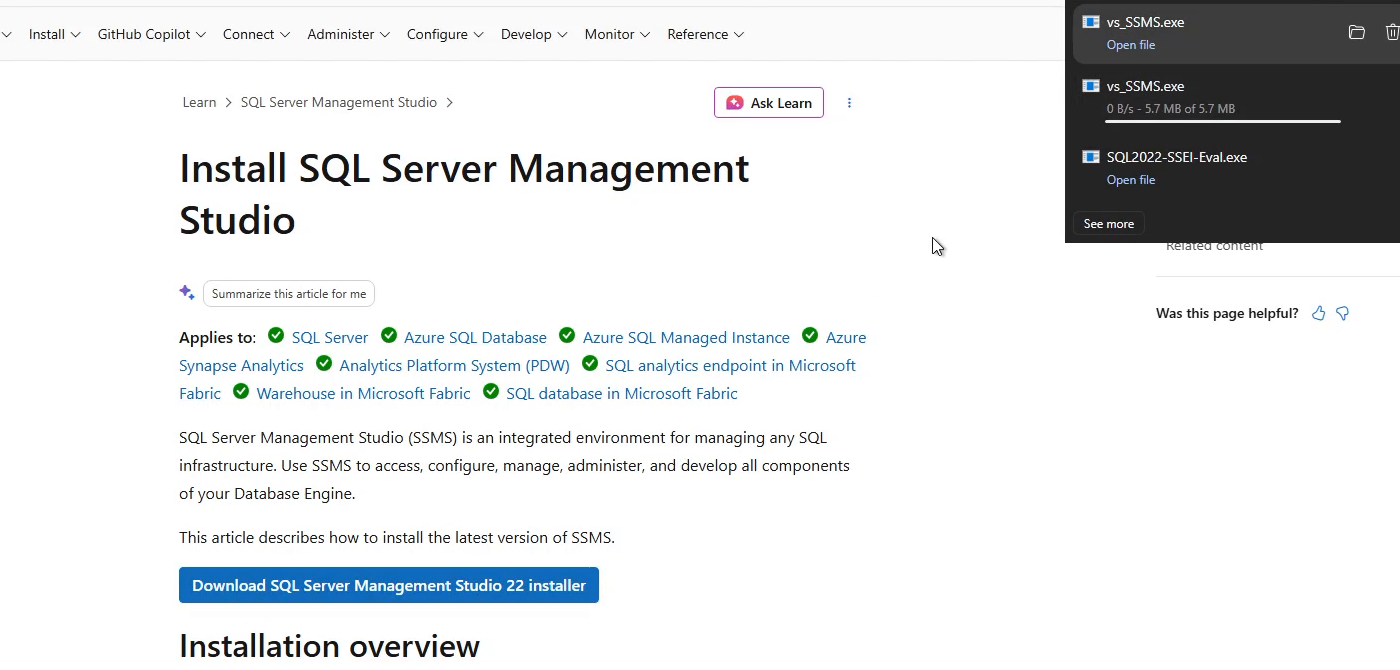 Install GitHub Copilot Connect Administer Configure Develop Monitor Reference
vs_SSMS.exe
Open file
vs_SSMS.exe
0 B/s - 5.7 MB of 5.7 MB
SQL2022-SSEI-Eval.exe
Open file
See more
Learn > SQL Server Management Studio >
Ask Learn
Install SQL Server Management
Studio
Summarize this article for me
Applies to: SQL Server Azure SQL Database Azure SQL Managed Instance Azure
Synapse Analytics Analytics Platform System (PDW) SQL analytics endpoint in Microsoft
Fabric Warehouse in Microsoft Fabric SQL database in Microsoft Fabric
SQL Server Management Studio (SSMS) is an integrated environment for managing any SQL
infrastructure. Use SSMS to access, configure, manage, administer, and develop all components
of your Database Engine.
This article describes how to install the latest version of SSMS.
Download SQL Server Management Studio 22 installer
Installation overview
Related content
Was this page helpful?